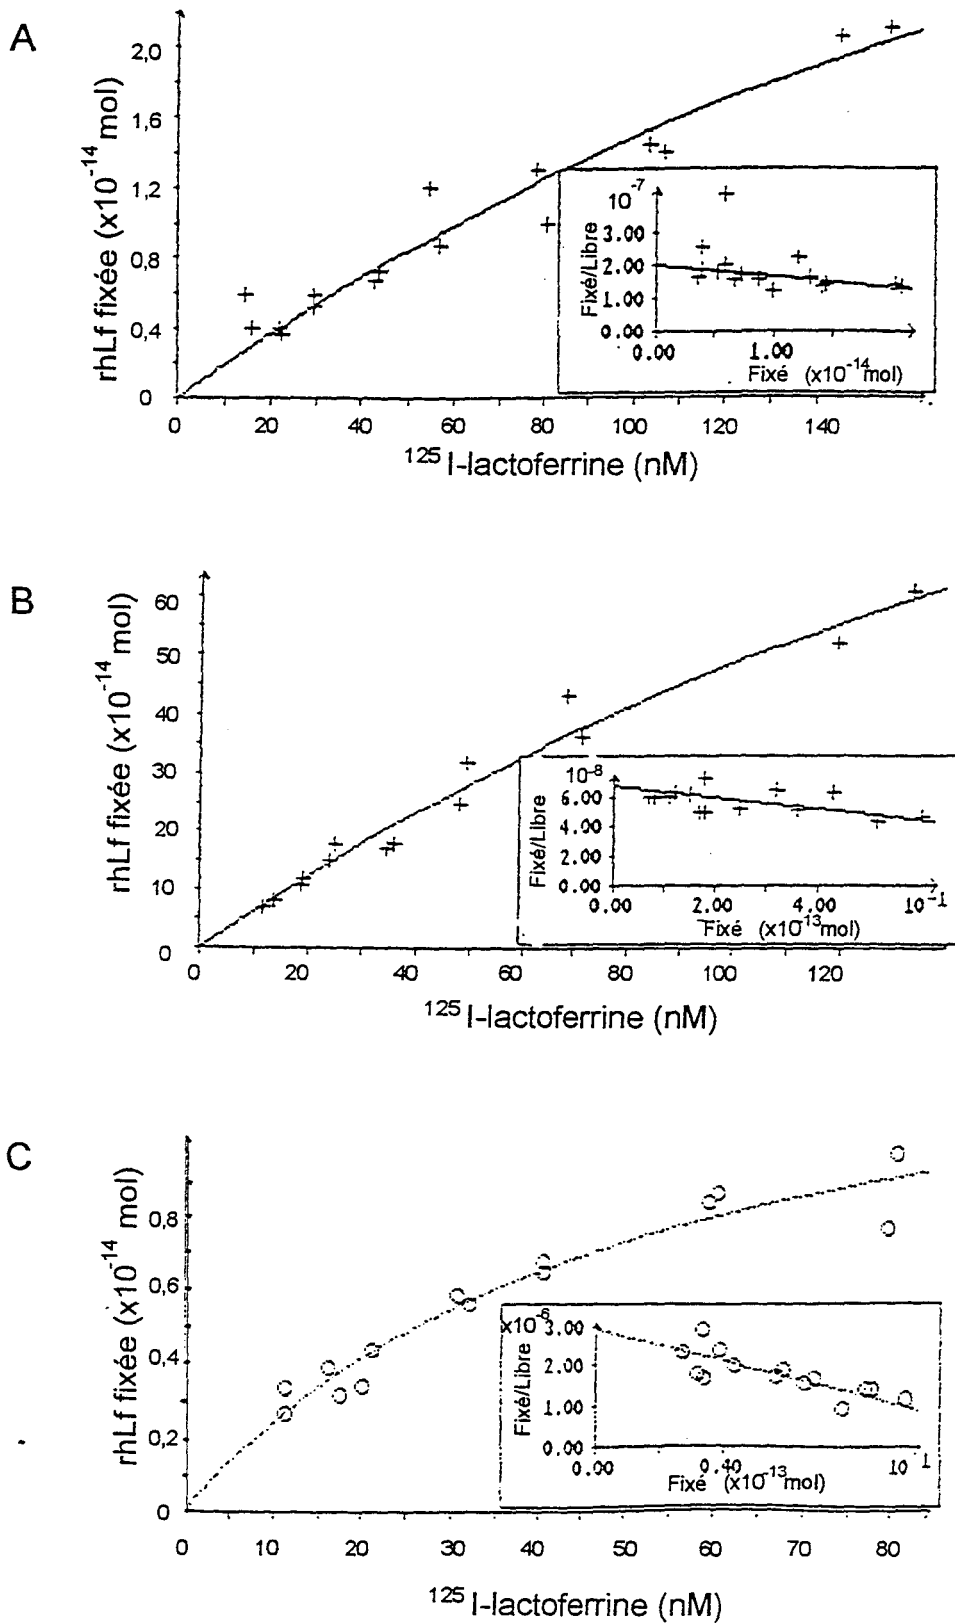 A
rhLf fixée (x10⁻¹⁴ mol)
2,0
1,6
1,2
0,8
0,4
0
0 20 40 60 80 100 120 140
¹²⁵I-lactoferrine (nM)
10⁻⁷
Fixé/Libre
3.00
2.00
1.00
0.00
0.00 1.00
Fixé (x10⁻¹⁴mol)
B
rhLf fixée (x10⁻¹⁴ mol)
60
50
40
30
20
10
0
0 20 40 60 80 100 120
¹²⁵I-lactoferrine (nM)
10⁻⁸
Fixé/Libre
6.00
4.00
2.00
0.00
0.00 2.00 4.00 10⁻¹
Fixé (x10⁻¹³mol)
C
rhLf fixée (x10⁻¹⁴ mol)
0,8
0,6
0,4
0,2
0
0 10 20 30 40 50 60 70 80
¹²⁵I-lactoferrine (nM)
x10⁻⁶
Fixé/Libre
3.00
2.00
1.00
0.00
0.00 0.40 10⁻¹
Fixé (x10⁻¹³mol)